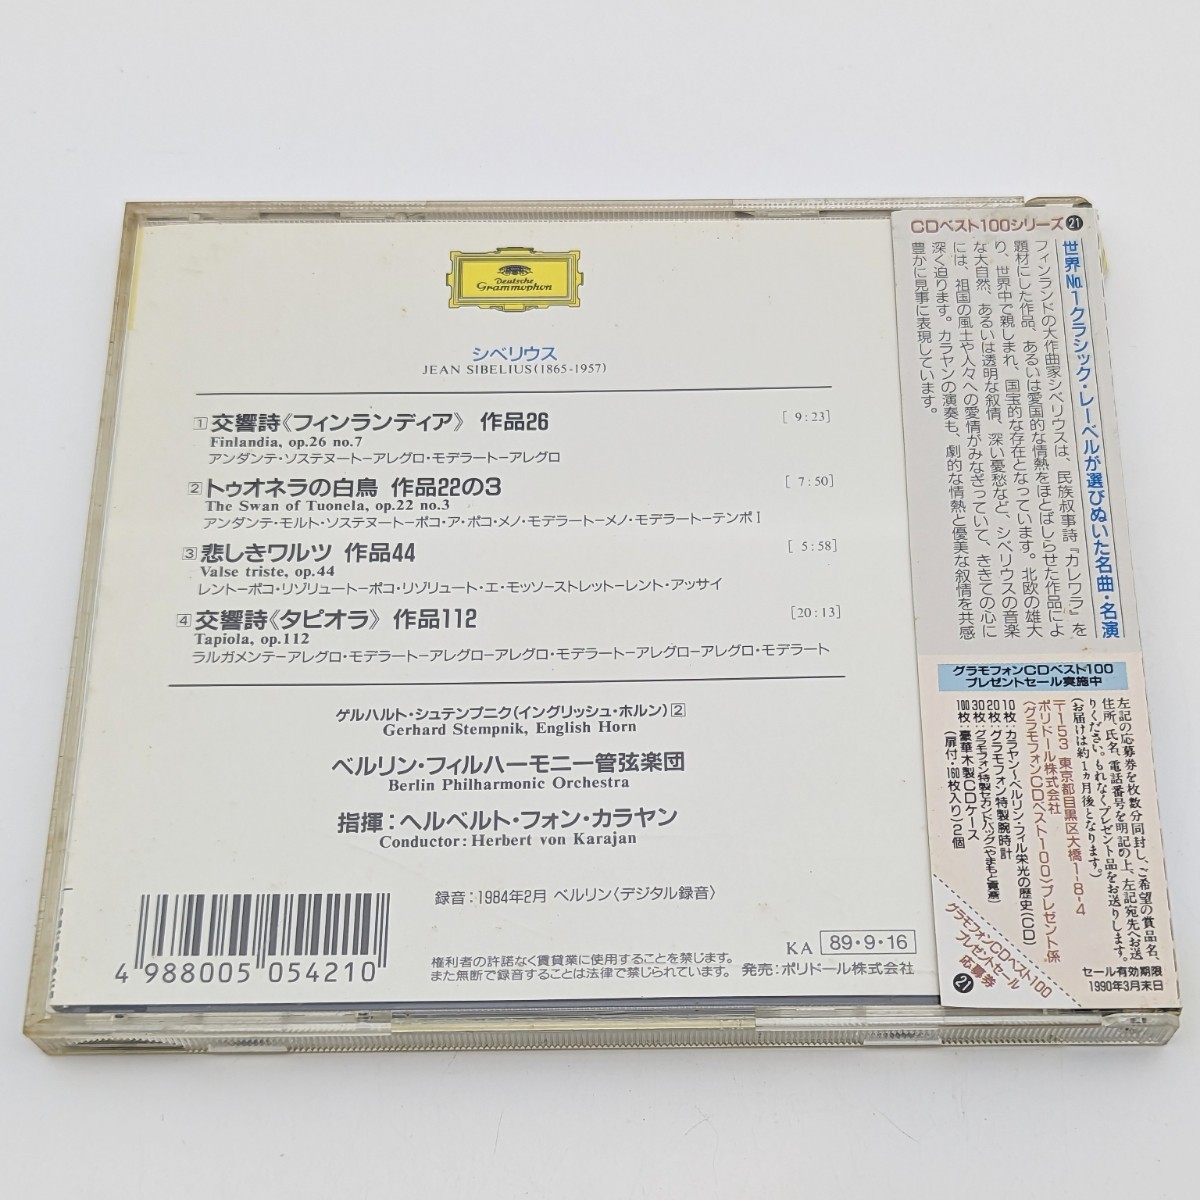 Deutsche
Grammophon
シベリウス
JEAN SIBELIUS(1865-1957)
1 交響詩《フィンランディア》 作品26 [ 9:23]
Finlandia, op.26 no.7
アンダンテ・ソステヌートーアレグロ・モデラートーアレグロ
2 トゥオネラの白鳥 作品22の3 [ 7:50]
The Swan of Tuonela, op.22 no.3
アンダンテ・モルト・ソステヌートーポコ・ア・ポコ・メノ・モデラートーメノ・モデラートーテンポI
3 悲しきワルツ 作品44 [ 5:58]
Valse triste, op.44
レントーポコ・リゾリュートーポコ・リゾリュート・エ・モッソーストレットーレント・アッサイ
4 交響詩《タピオラ》 作品112 [20:13]
Tapiola, op.112
ラルガメンテーアレグロ・モデラートーアレグローアレグロ・モデラートーアレグローアレグロ・モデラート
ゲルハルト・シュテンプニク(イングリッシュ・ホルン) 2
Gerhard Stempnik, English Horn
ベルリン・フィルハーモニー管弦楽団
Berlin Philharmonic Orchestra
指揮:ヘルベルト・フォン・カラヤン
Conductor: Herbert von Karajan
録音:1984年2月 ベルリン〈デジタル録音〉
KA 89・9・16
権利者の許諾なく賃貸業に使用することを禁じます。
また無断で録音することは法律で禁じられています。 発売:ポリドール株式会社
4 988005 054210
CDベスト100シリーズ21
世界No.1クラシック・レーベルが選びぬいた名曲・名演
フィンランドの大作曲家シベリウスは、民族叙事詩『カレワラ』を
題材にした作品、あるいは愛国的な情熱をほとばしらせた作品によ
り、世界中で親しまれ、国宝的な存在となっています。北欧の雄大
な大自然、あるいは透明な叙情、深い憂愁など、シベリウスの音楽
には、祖国の風土や人々への愛情がみなぎっていて、ききての心に
深く迫ります。カラヤンの演奏も、劇的な情熱と優美な叙情を共感
豊かに見事に表現しています。
グラモフォンCDベスト100
プレゼントセール実施中
左記の応募券を枚数分同封し、ご希望の賞品名、
住所、氏名、電話番号を明記の上、左記宛先へお送
りください。もれなくプレゼント品をお送りします。
(お届けは約1ヵ月後となります。)
〒153 東京都目黒区大橋1-8-4
ポリドール株式会社
〈グラモフォンCDベスト100〉プレゼント係
10枚:カラヤン〜ベルリン・フィル栄光の歴史(CD)
20枚:グラモフォン特製腕時計
30枚:グラモフォン特製セカンドバッグ(やまもと寛斎)
100枚:豪華木製CDケース
(扉付・160枚入り)2個
セール有効期限
1990年3月末日
グラモフォンCDベスト100
プレゼントセール
応募券
21